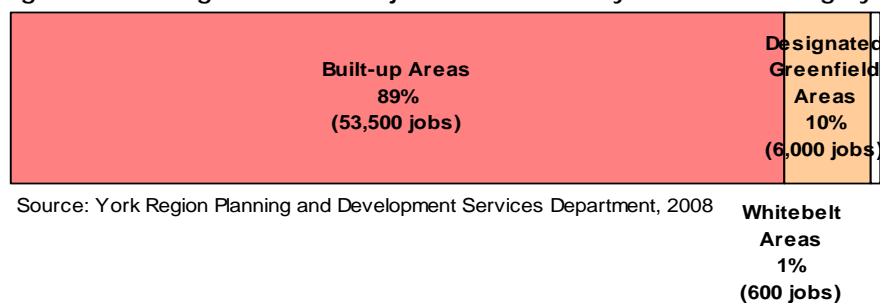 Built-up Areas
89%
(53,500 jobs)
Designated
Greenfield
Areas
10%
(6,000 jobs)
Source: York Region Planning and Development Services Department, 2008
Whitebelt
Areas
1%
(600 jobs)